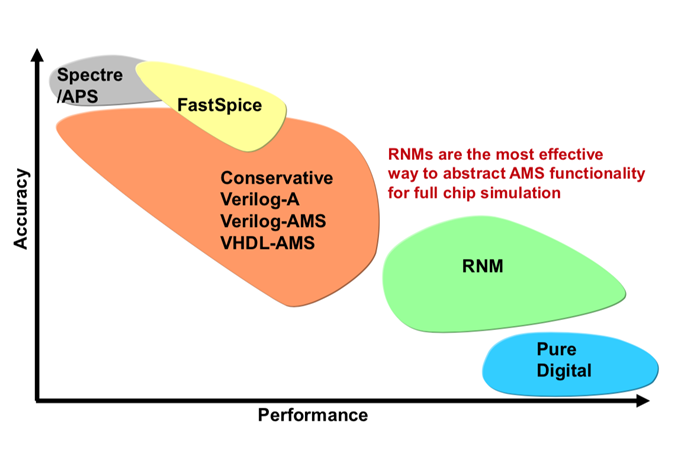 Spectre
/APS
FastSpice
Conservative
Verilog-A
Verilog-AMS
VHDL-AMS
RNMs are the most effective
way to abstract AMS functionality
for full chip simulation
RNM
Pure
Digital
Accuracy
Performance